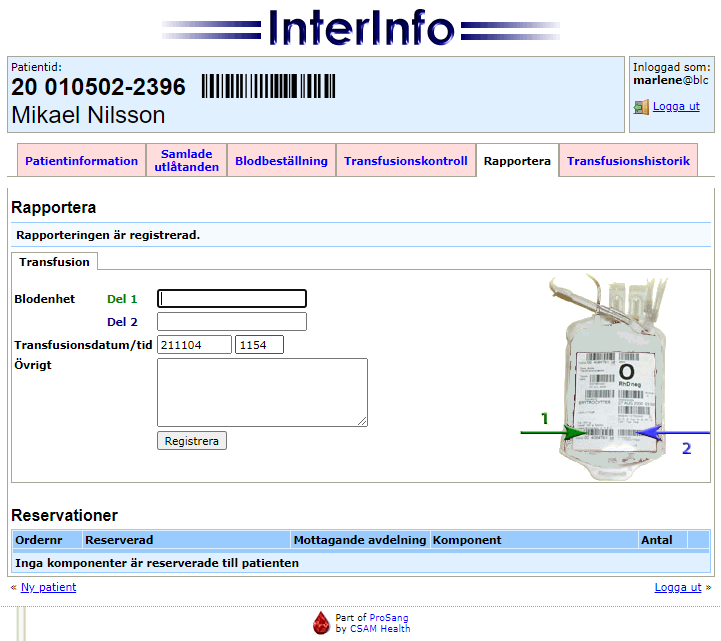 InterInfo
Patientid:
20 010502-2396
Mikael Nilsson
Inloggad som:
marlene@blc
Logga ut
Patientinformation
Samlade
utlåtanden
Blodbeställning
Transfusionskontroll
Rapportera
Transfusionshistorik
Rapportera
Rapporteringen är registrerad.
Transfusion
Blodenhet Del 1
Del 2
Transfusionsdatum/tid 211104 1154
Övrigt
Registrera
O
RhD neg
ERYTROCYTER
1
2
Reservationer
Ordernr Reserverad Mottagande avdelning Komponent Antal
Inga komponenter är reserverade till patienten
« Ny patient
Logga ut »
Part of ProSang
by CSAM Health